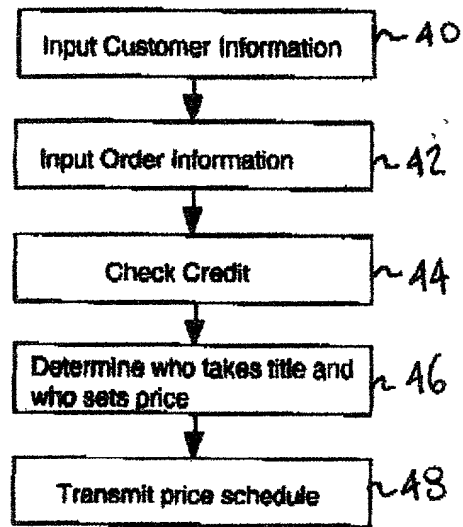 Input Customer Information ~40
Input Order Information ~42
Check Credit ~44
Determine who takes title and
who sets price ~46
Transmit price schedule ~48